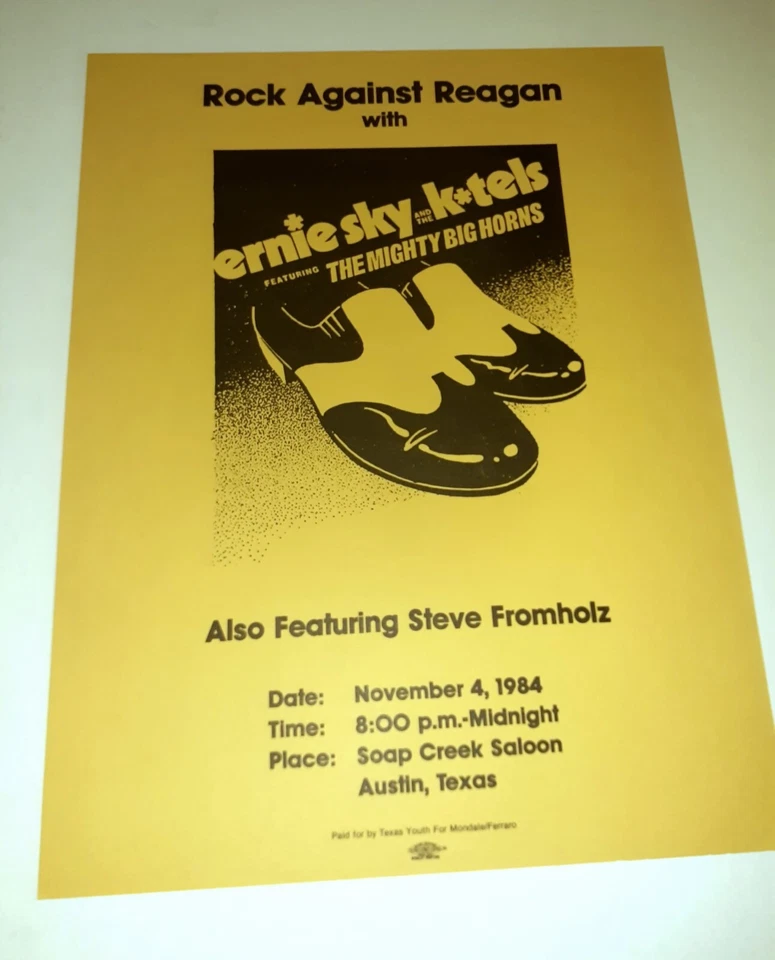 Rock Against Reagan
with
ernie sky AND THE k*tels
FEATURING THE MIGHTY BIG HORNS
Also Featuring Steve Fromholz
Date: November 4, 1984
Time: 8:00 p.m.-Midnight
Place: Soap Creek Saloon
Austin, Texas
Paid for by Texas Youth For Mondale/Ferraro